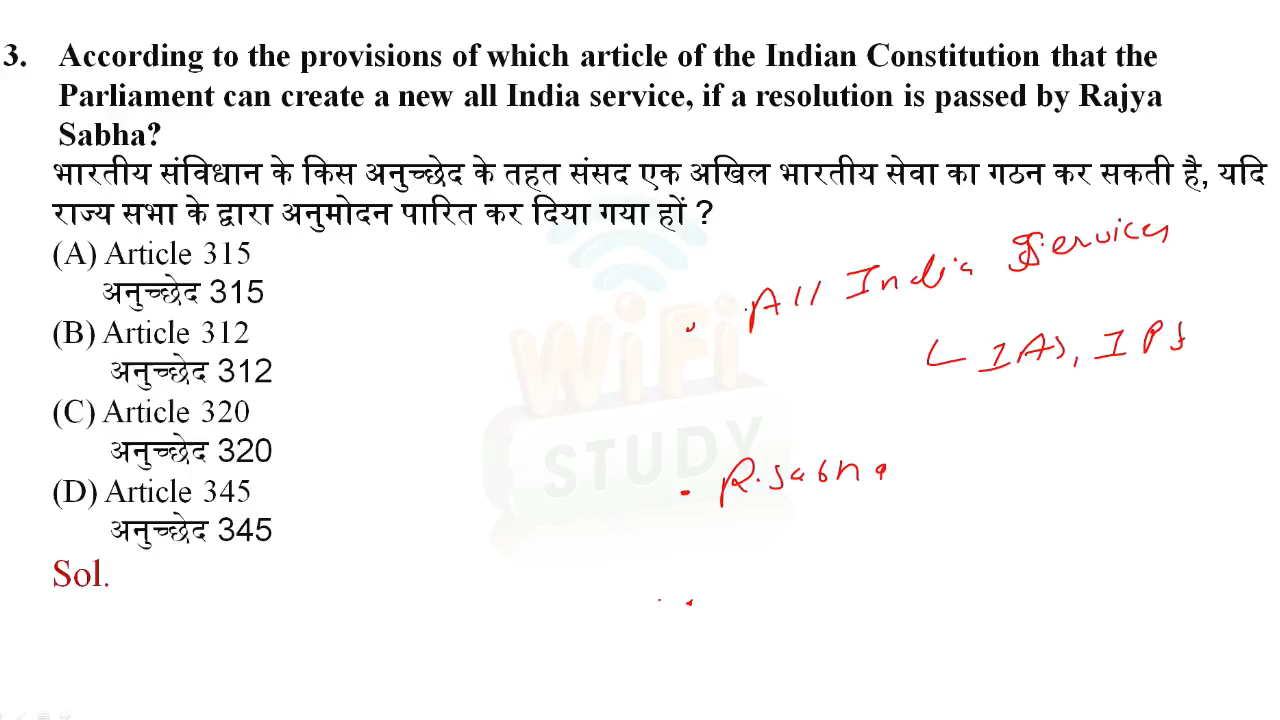 3. According to the provisions of which article of the Indian Constitution that the
Parliament can create a new all India service, if a resolution is passed by Rajya
Sabha?
भारतीय संविधान के किस अनुच्छेद के तहत संसद एक अखिल भारतीय सेवा का गठन कर सकती है, यदि
राज्य सभा के द्वारा अनुमोदन पारित कर दिया गया हों ?
(A) Article 315
अनुच्छेद 315
(B) Article 312
अनुच्छेद 312
(C) Article 320
अनुच्छेद 320
(D) Article 345
अनुच्छेद 345
Sol.
All India Services
IAS, IPS
R. Sabha
WiFi
STUDY